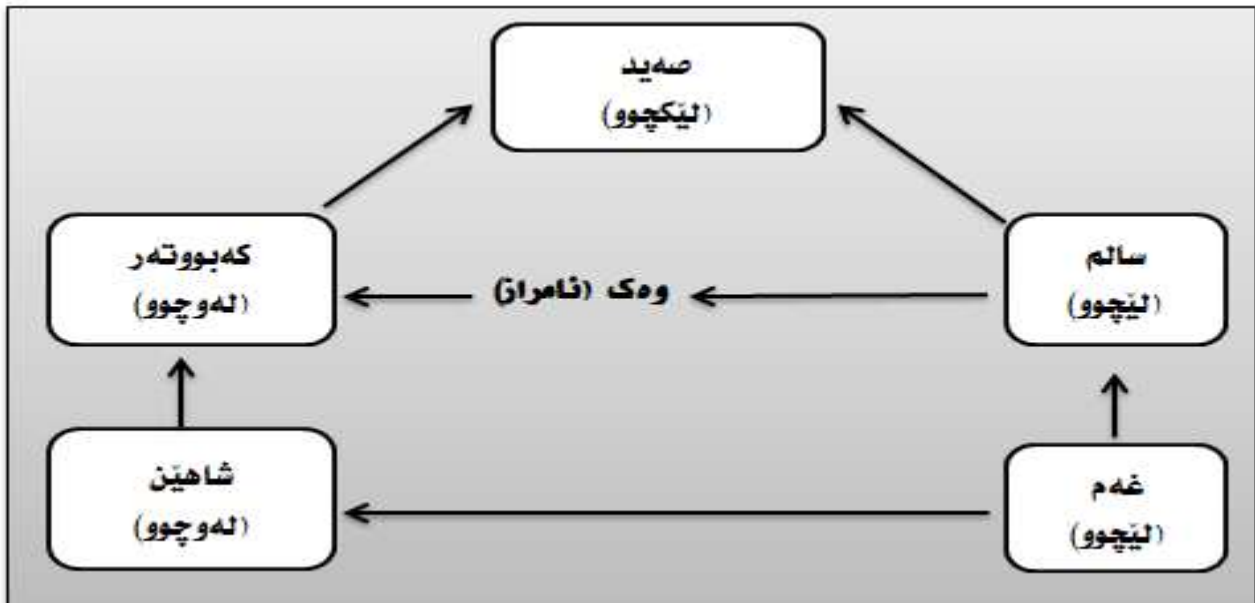 صەید
(لێکچوو)
سالم
(لێچوو)
وەک (ئامراز)
کەبووتەر
(لەوچوو)
غەم
(لێچوو)
شاهێن
(لەوچوو)